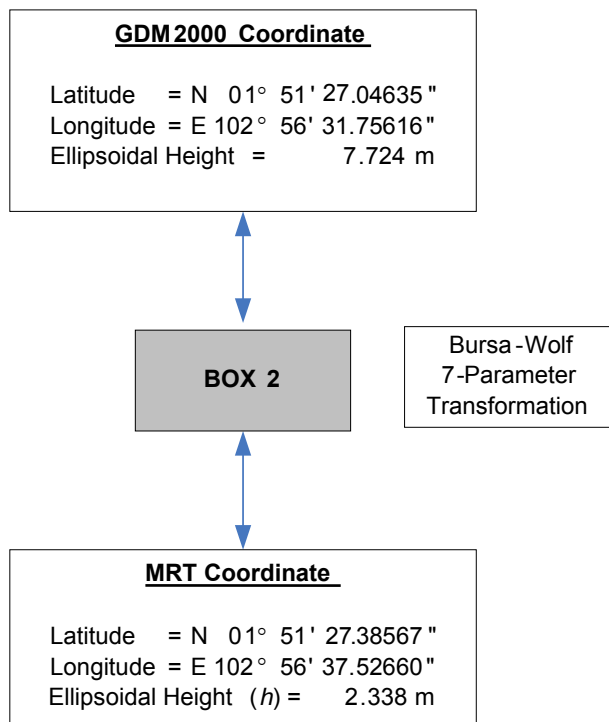 GDM2000 Coordinate
Latitude = N 01° 51' 27.04635"
Longitude = E 102° 56' 31.75616"
Ellipsoidal Height = 7.724 m
BOX 2
Bursa-Wolf
7-Parameter
Transformation
MRT Coordinate
Latitude = N 01° 51' 27.38567"
Longitude = E 102° 56' 37.52660"
Ellipsoidal Height (h) = 2.338 m